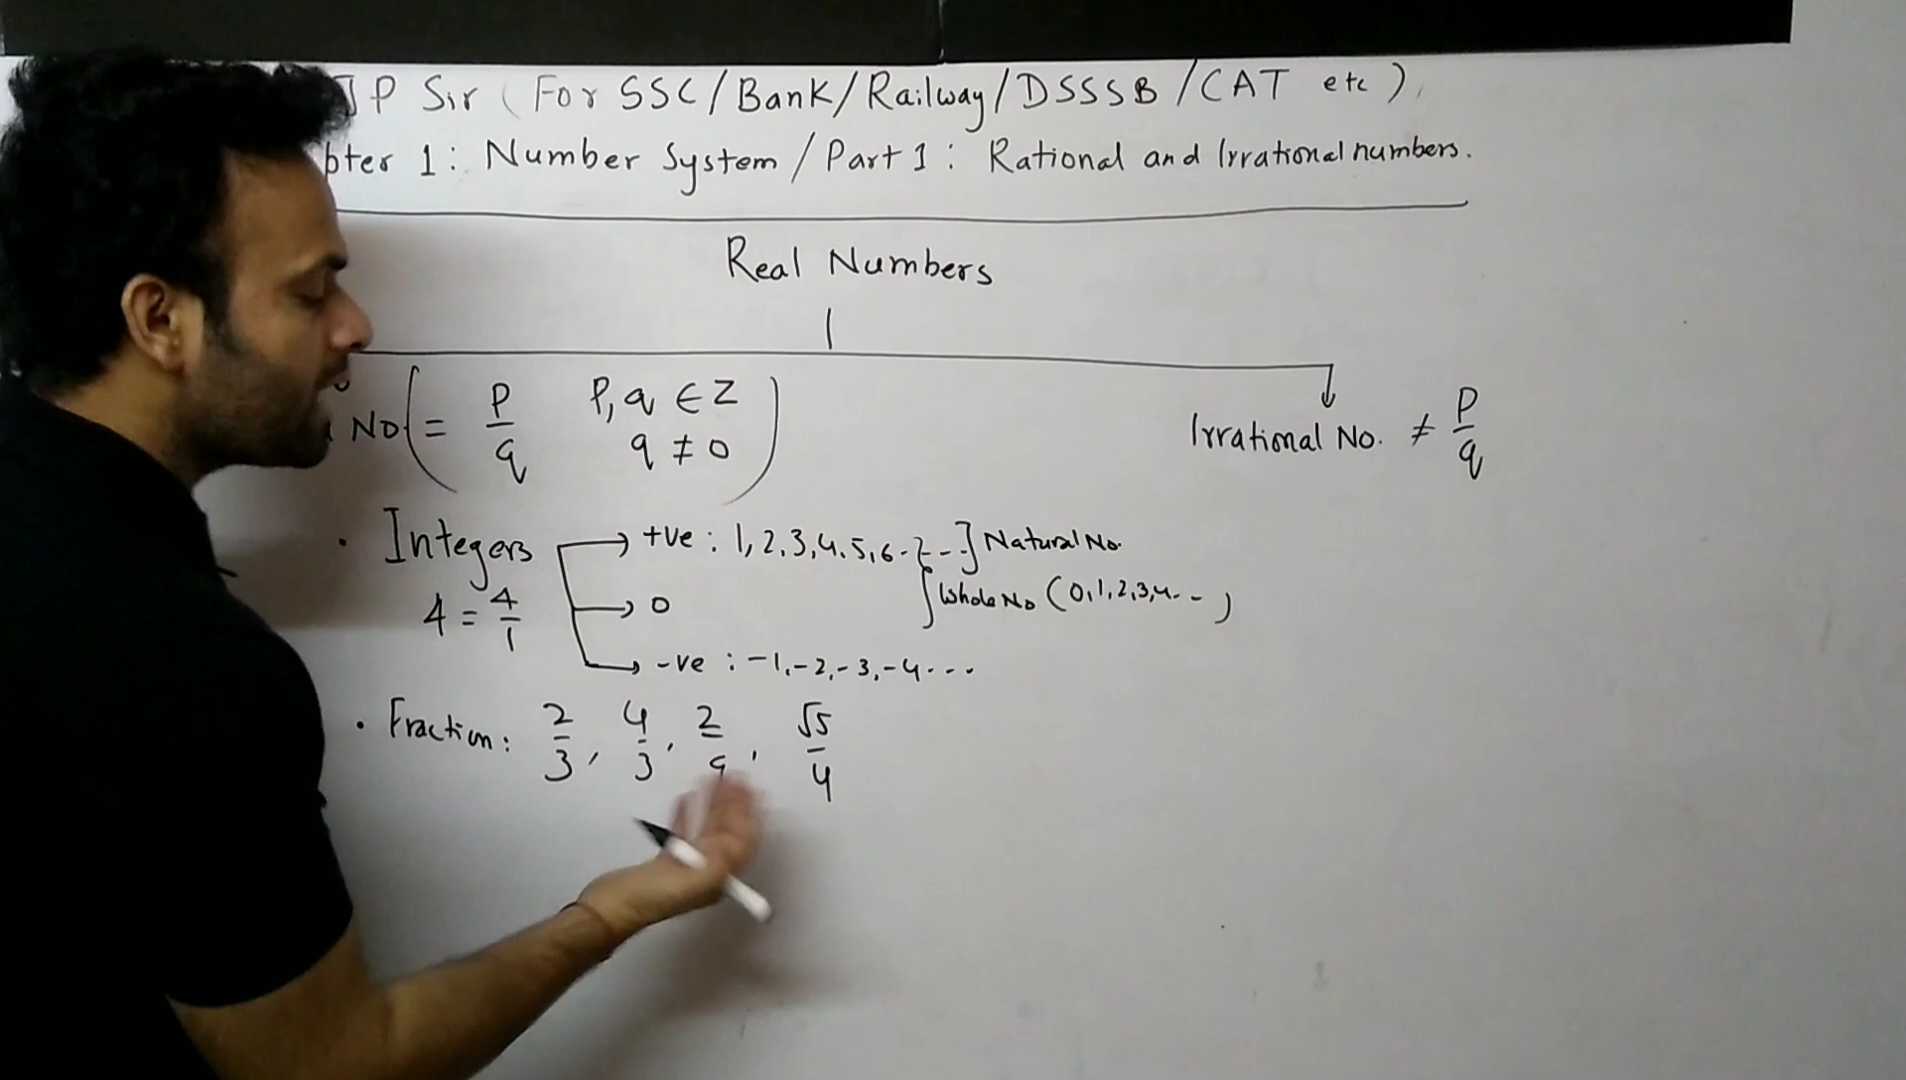 JP Sir (For SSC/Bank/Railway/DSSSB/CAT etc)
pter 1: Number System / Part 1: Rational and Irrational numbers.
Real Numbers
No. ( = p/q p, q ∈ Z q ≠ 0 )
Irrational No. ≠ p/q
• Integers
+ve : 1, 2, 3, 4, 5, 6 - - - ] Natural No.
Whole No (0, 1, 2, 3, 4 - - )
4 = 4/1
0
-ve : -1, -2, -3, -4 - - -
• Fraction: 2/3, 4/3, 2/9, √5/4